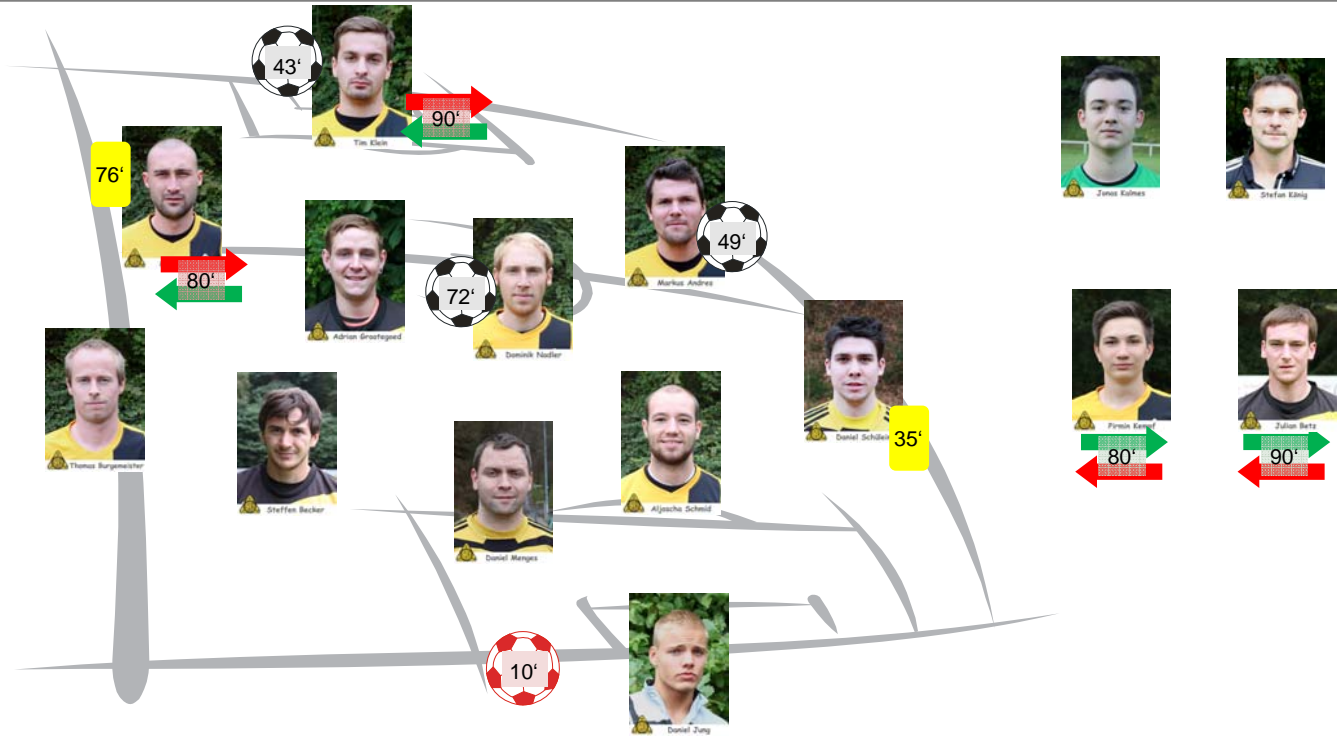 43‘
Tim Klein
90‘
76‘
80‘
Adrian Grootegoed
72‘
Dominik Nadler
Markus Andres
49‘
Jonas Kalmes
Stefan König
Thomas Burgemeister
Steffen Becker
Daniel Menges
Aljoscha Schmid
Daniel Schülein
35‘
Pirmin Kempf
80‘
Julian Betz
90‘
10‘
Daniel Jung